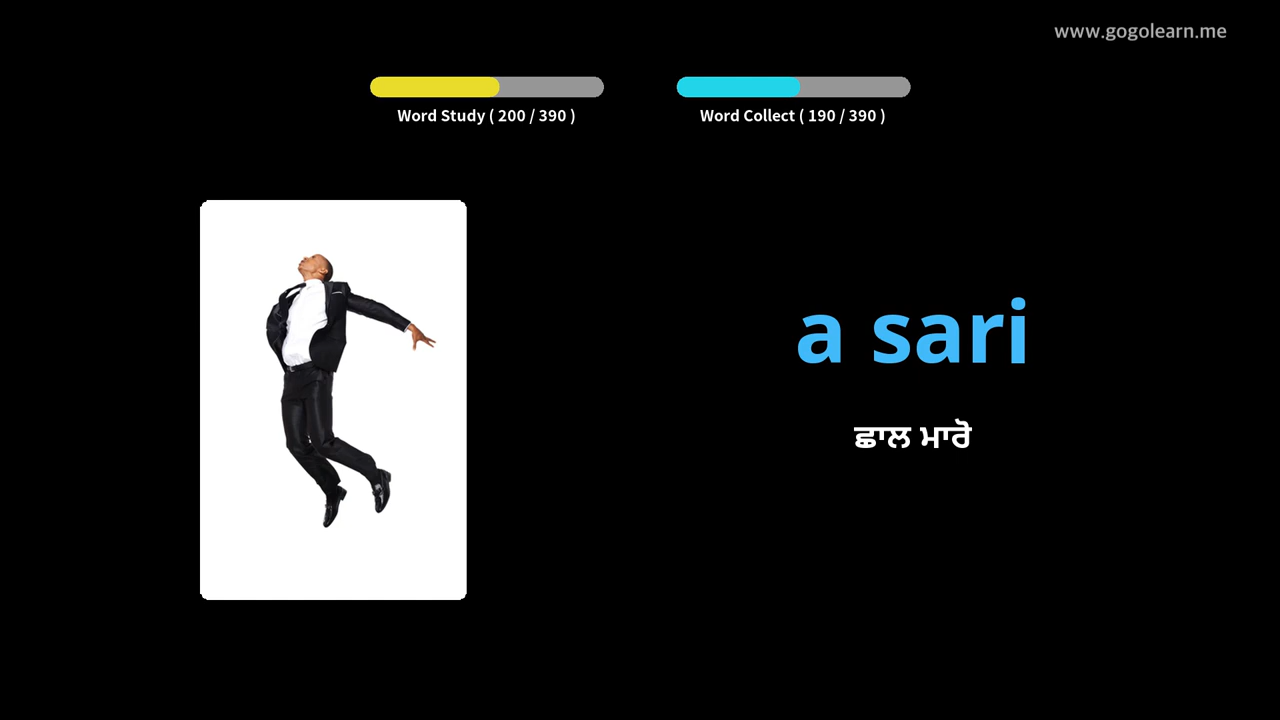 www.gogolearn.me
Word Study ( 200 / 390 )
Word Collect ( 190 / 390 )
a sari
ਛਾਲ ਮਾਰੋ